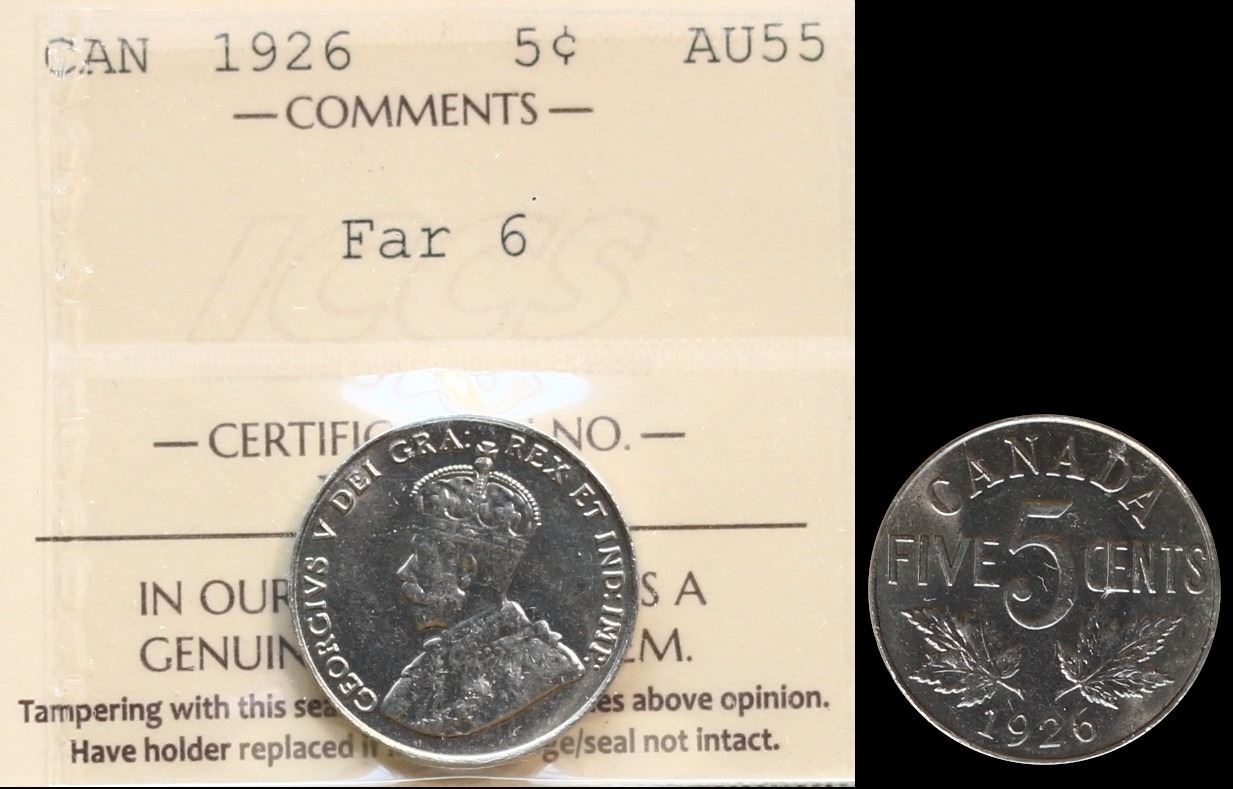 CAN 1926 5¢ AU55
— COMMENTS —
Far 6
ICCS
— CERTIFIC NO. —
IN OUR S A
GENUIN EM.
Tampering with this sea es above opinion.
Have holder replaced if ge/seal not intact.
GEORGIVS V DEI GRA: REX ET IND:IMP:
CANADA
FIVE 5 CENTS
1926